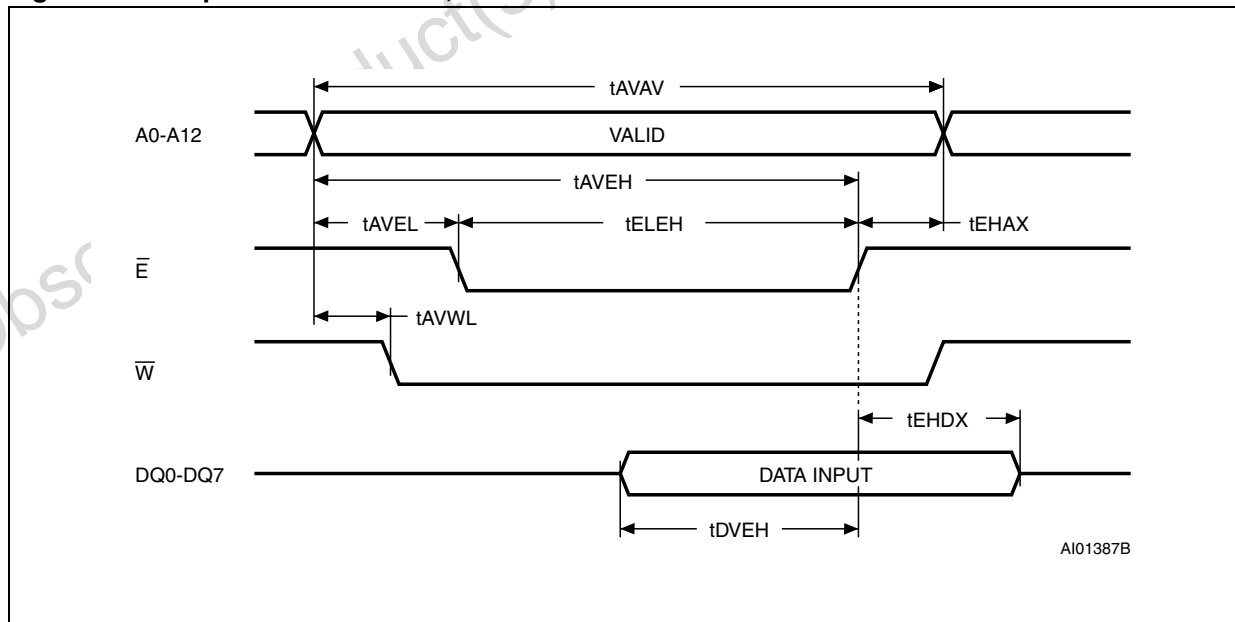 tAVAV
A0-A12
VALID
tAVEH
tAVEL
tELEH
tEHAX
E̅
tAVWL
W̅
tEHDX
DQ0-DQ7
DATA INPUT
tDVEH
AI01387B